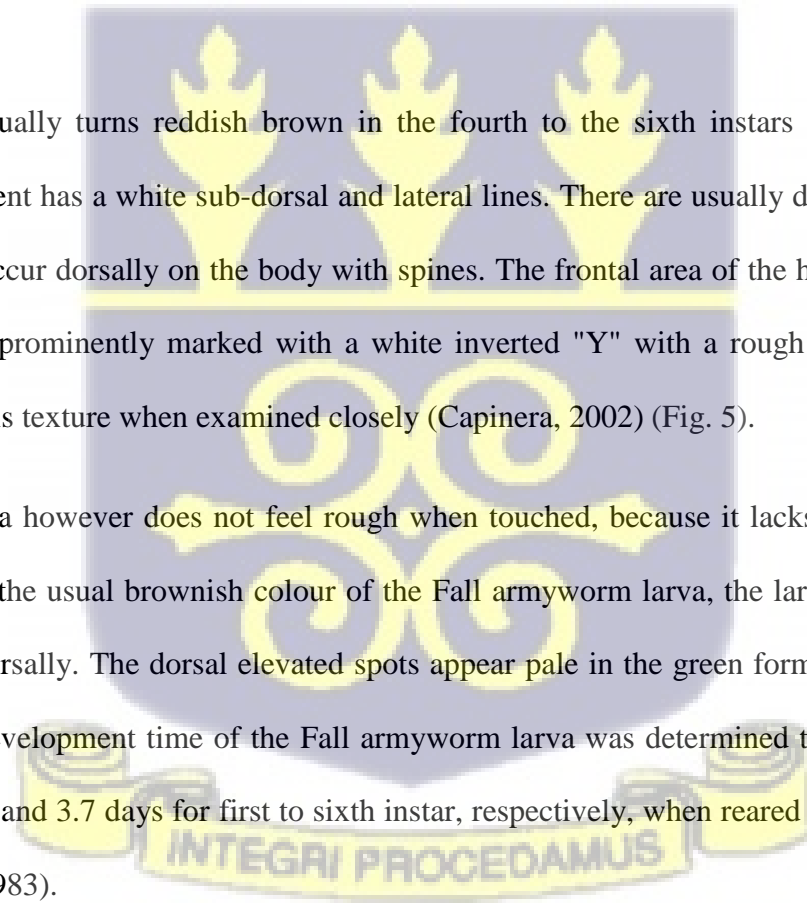 ually turns reddish brown in the fourth to the sixth instars
ent has a white sub-dorsal and lateral lines. There are usually d
ccur dorsally on the body with spines. The frontal area of the h
prominently marked with a white inverted "Y" with a rough
is texture when examined closely (Capinera, 2002) (Fig. 5).
a however does not feel rough when touched, because it lacks
the usual brownish colour of the Fall armyworm larva, the lar
rsally. The dorsal elevated spots appear pale in the green form
velopment time of the Fall armyworm larva was determined t
and 3.7 days for first to sixth instar, respectively, when reared
983).
INTEGRI PROCEDAMUS